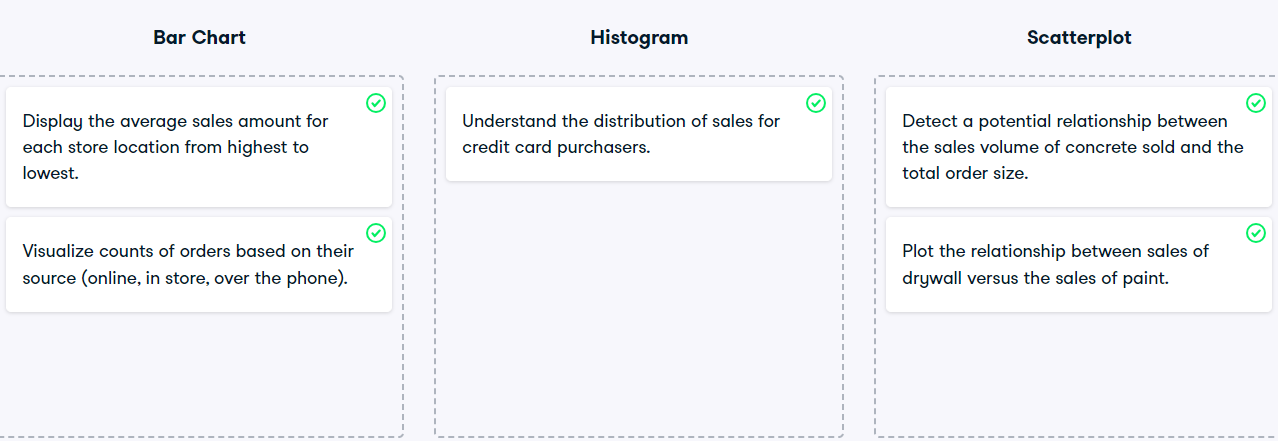 Bar Chart
Display the average sales amount for
each store location from highest to
lowest.
Visualize counts of orders based on their
source (online, in store, over the phone).
Histogram
Understand the distribution of sales for
credit card purchasers.
Scatterplot
Detect a potential relationship between
the sales volume of concrete sold and the
total order size.
Plot the relationship between sales of
drywall versus the sales of paint.